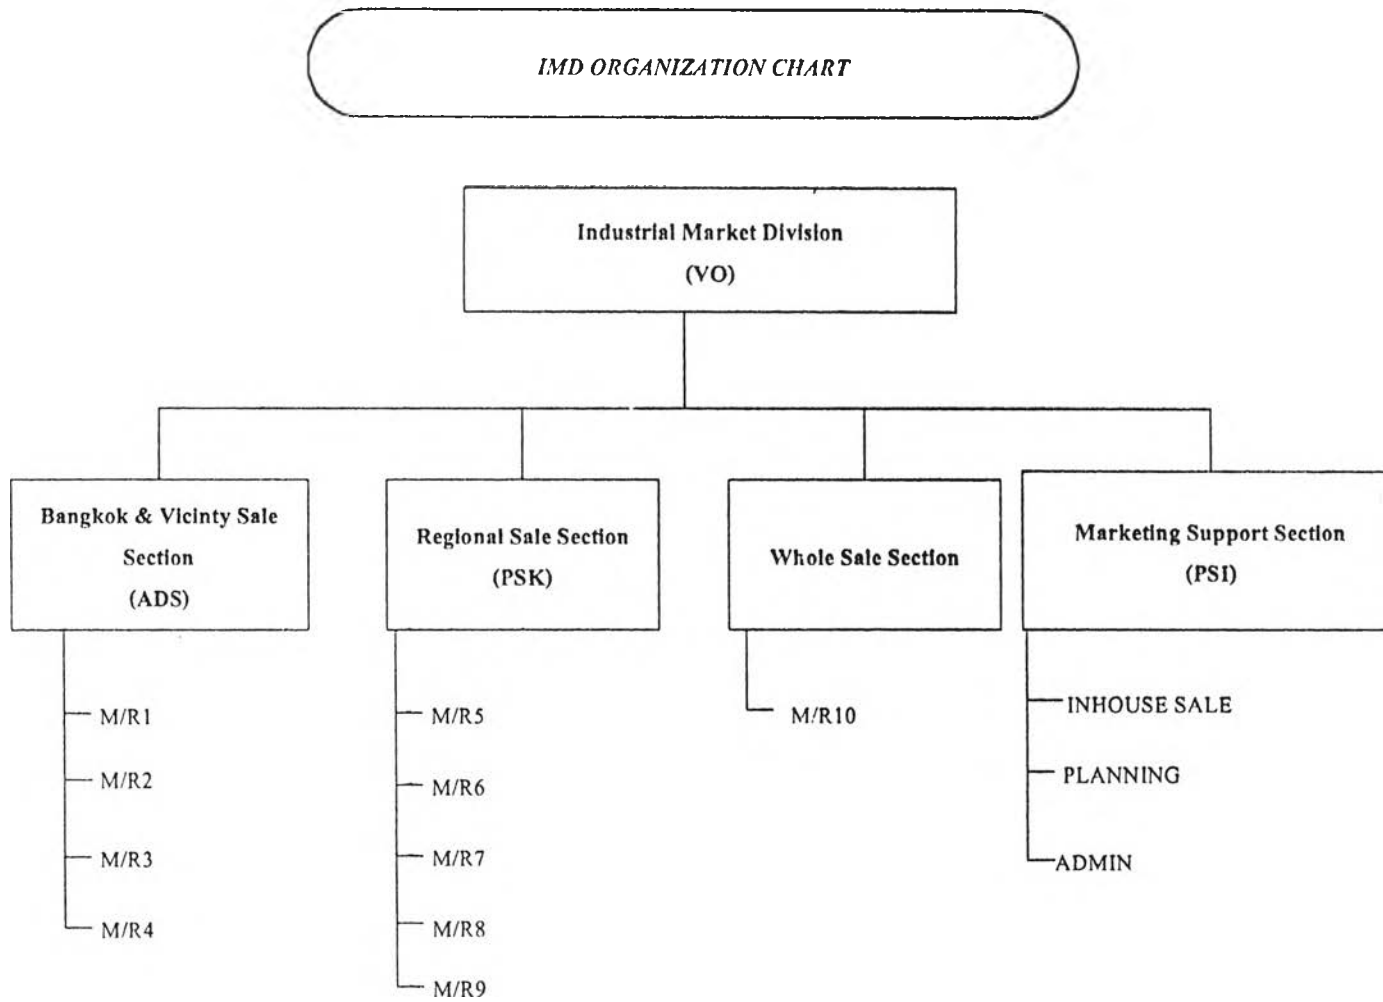 IMD ORGANIZATION CHART
Industrial Market Division
(VO)
Bangkok & Vicinty Sale
Section
(ADS)
Regional Sale Section
(PSK)
Whole Sale Section
Marketing Support Section
(PSI)
M/R1
M/R2
M/R3
M/R4
M/R5
M/R6
M/R7
M/R8
M/R9
M/R10
INHOUSE SALE
PLANNING
ADMIN